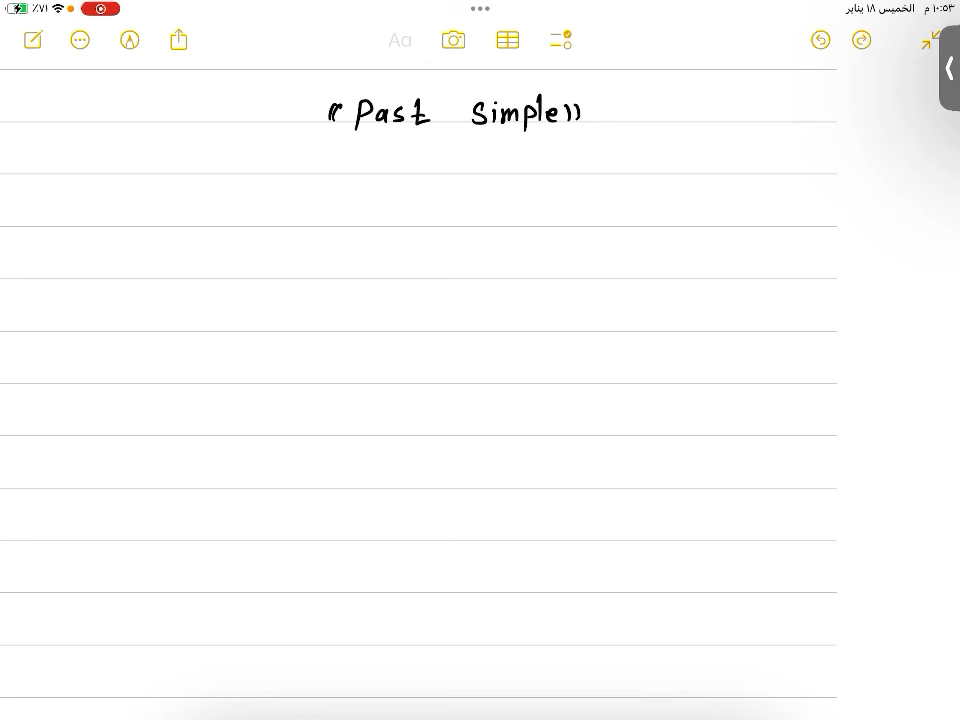 ١٠:٥٣ م الخميس ١٨ يناير ٪٧١
Aa
(( Past simple))